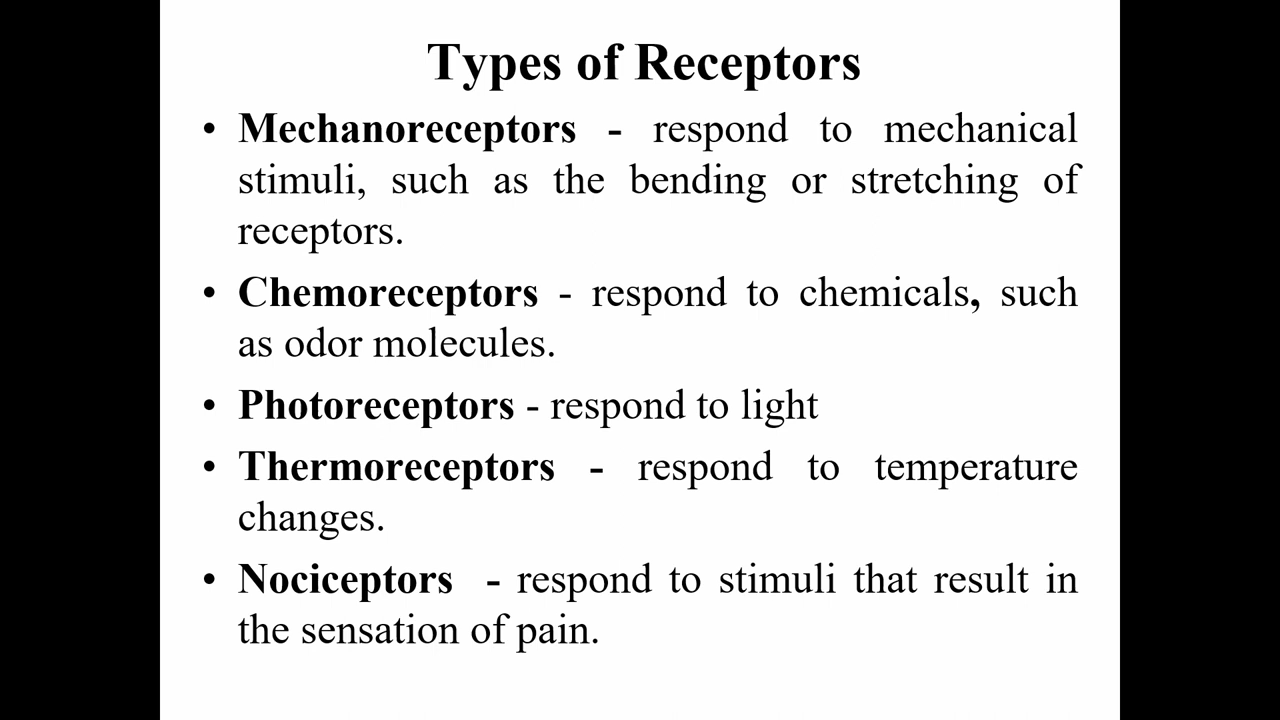 Types of Receptors
• Mechanoreceptors - respond to mechanical
stimuli, such as the bending or stretching of
receptors.
• Chemoreceptors - respond to chemicals, such
as odor molecules.
• Photoreceptors - respond to light
• Thermoreceptors - respond to temperature
changes.
• Nociceptors - respond to stimuli that result in
the sensation of pain.